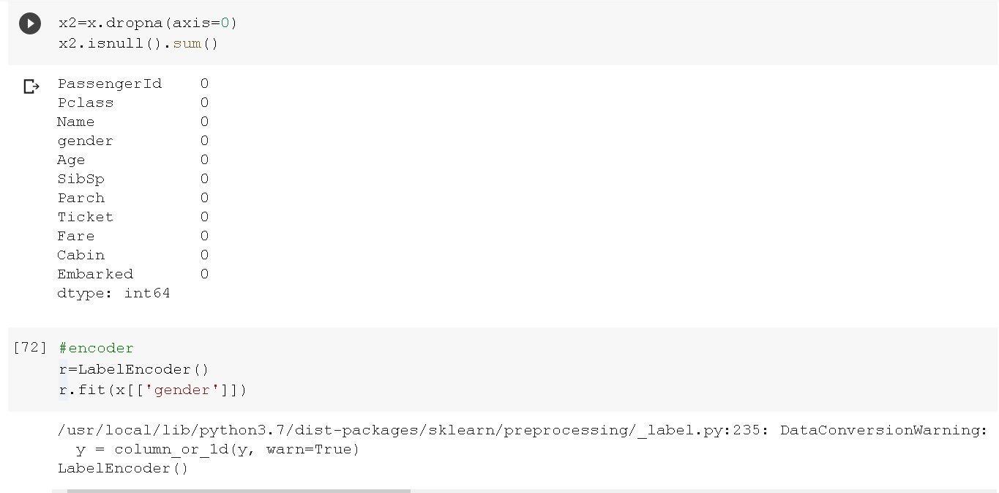 x2=x.dropna(axis=0)
x2.isnull().sum()
PassengerId 0
Pclass 0
Name 0
gender 0
Age 0
SibSp 0
Parch 0
Ticket 0
Fare 0
Cabin 0
Embarked 0
dtype: int64
[72] #encoder
r=LabelEncoder()
r.fit(x[['gender']])
/usr/local/lib/python3.7/dist-packages/sklearn/preprocessing/_label.py:235: DataConversionWarning:
y = column_or_1d(y, warn=True)
LabelEncoder()